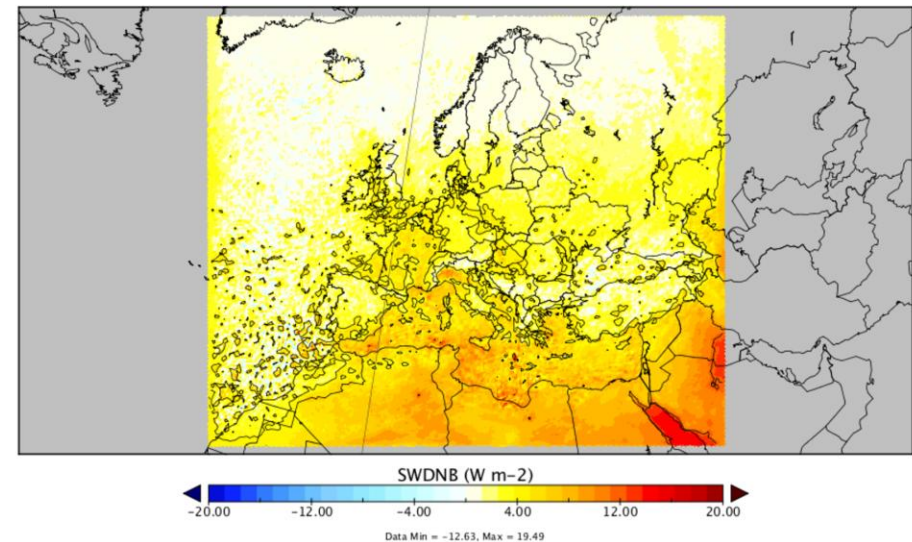 SWDNB (W m−2)
−20.00 −12.00 −4.00 4.00 12.00 20.00
Data Min = −12.63, Max = 19.49